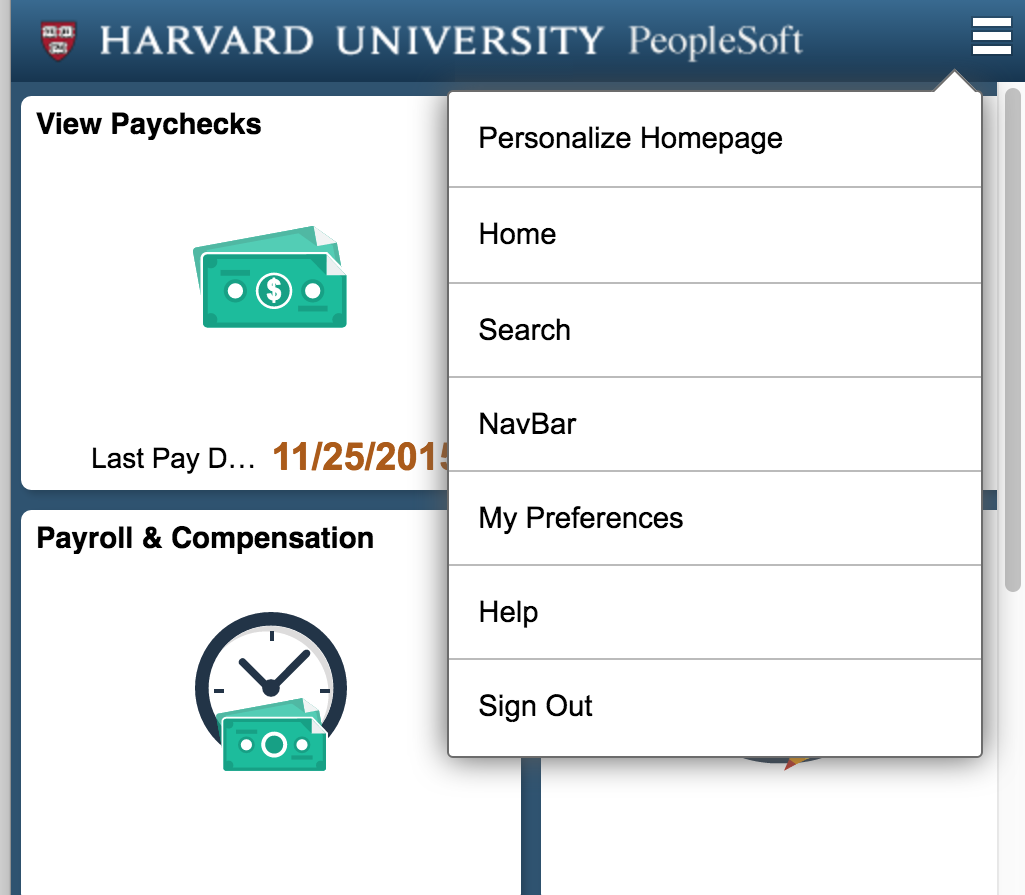 HARVARD UNIVERSITY PeopleSoft
View Paychecks
$
Last Pay D... 11/25/2015
Payroll & Compensation
Personalize Homepage
Home
Search
NavBar
My Preferences
Help
Sign Out